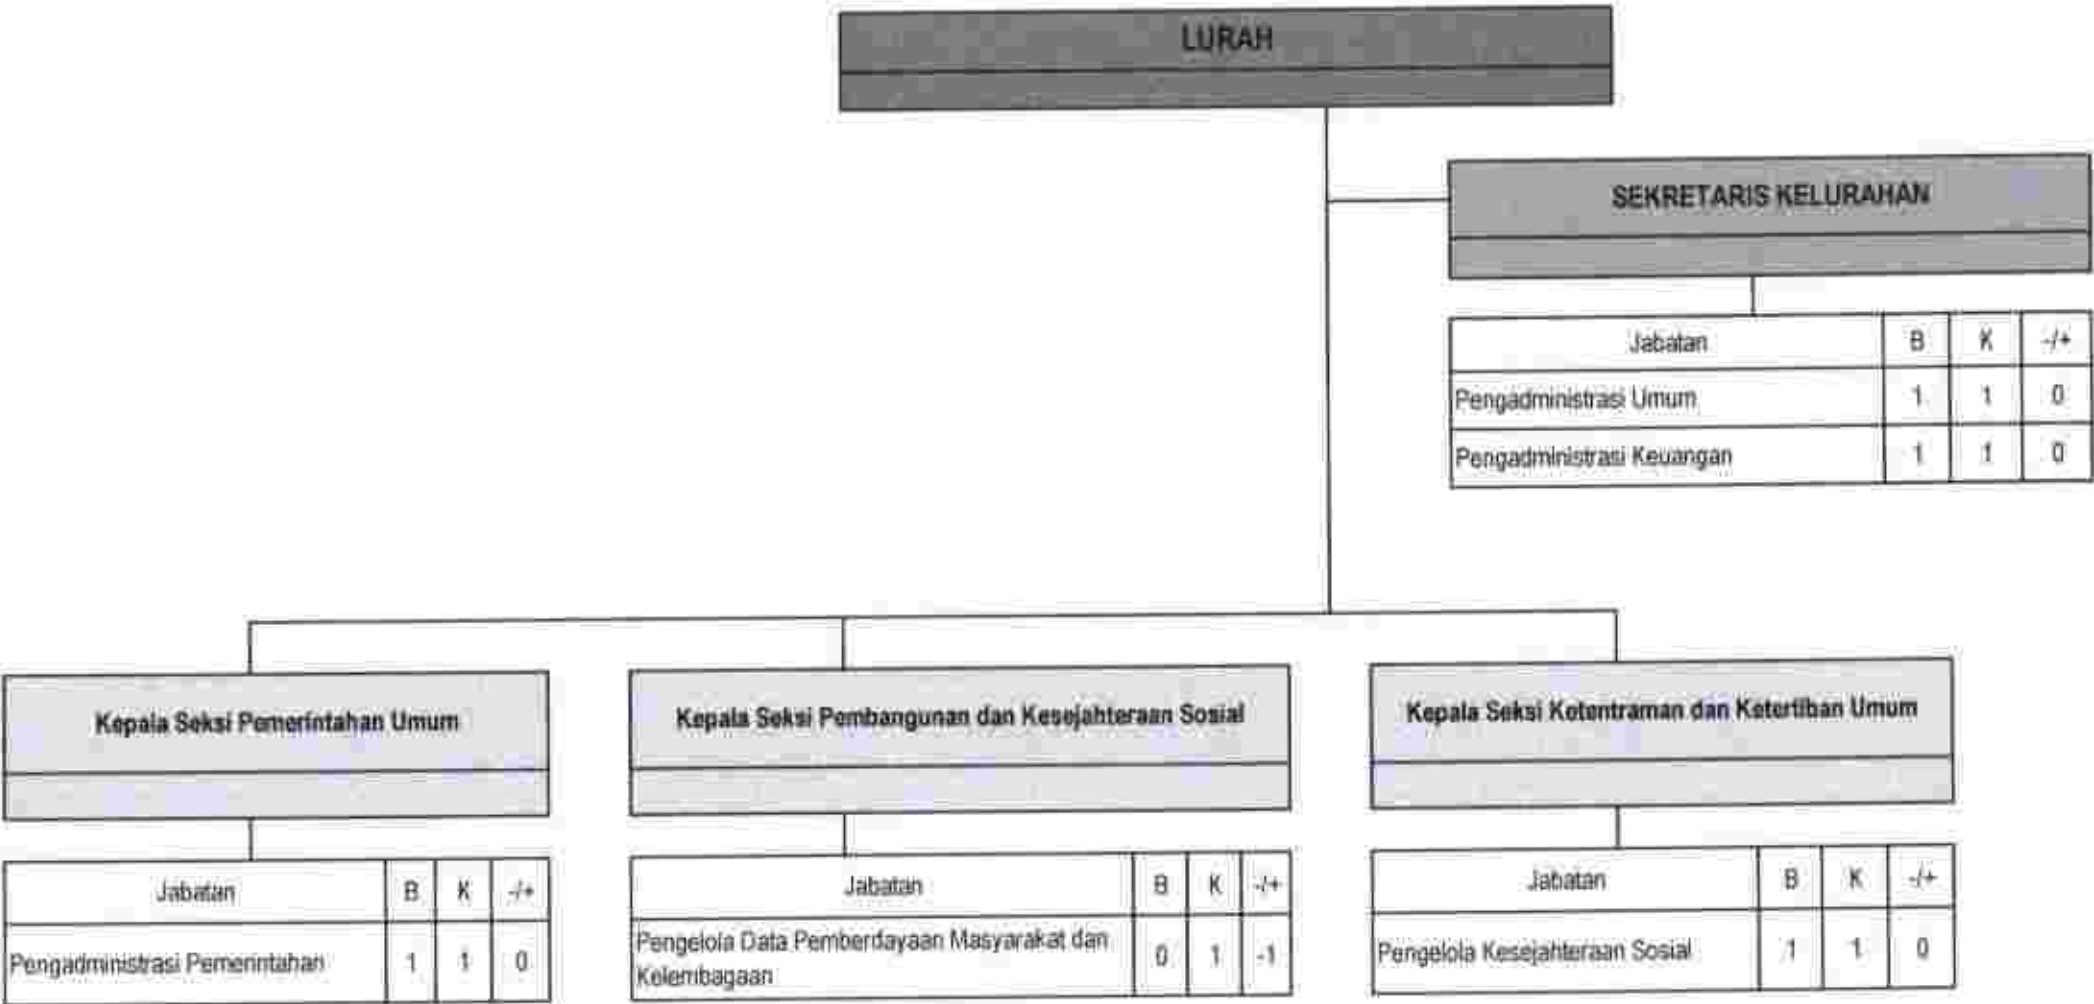 LURAH
SEKRETARIS KELURAHAN
Jabatan B K -/+
Pengadministrasi Umum 1 1 0
Pengadministrasi Keuangan 1 1 0
Kepala Seksi Pemerintahan Umum
Jabatan B K -/+
Pengadministrasi Pemerintahan 1 1 0
Kepala Seksi Pembangunan dan Kesejahteraan Sosial
Jabatan B K -/+
Pengelola Data Pemberdayaan Masyarakat dan
Kelembagaan 0 1 -1
Kepala Seksi Ketentraman dan Ketertiban Umum
Jabatan B K -/+
Pengelola Kesejahteraan Sosial 1 1 0